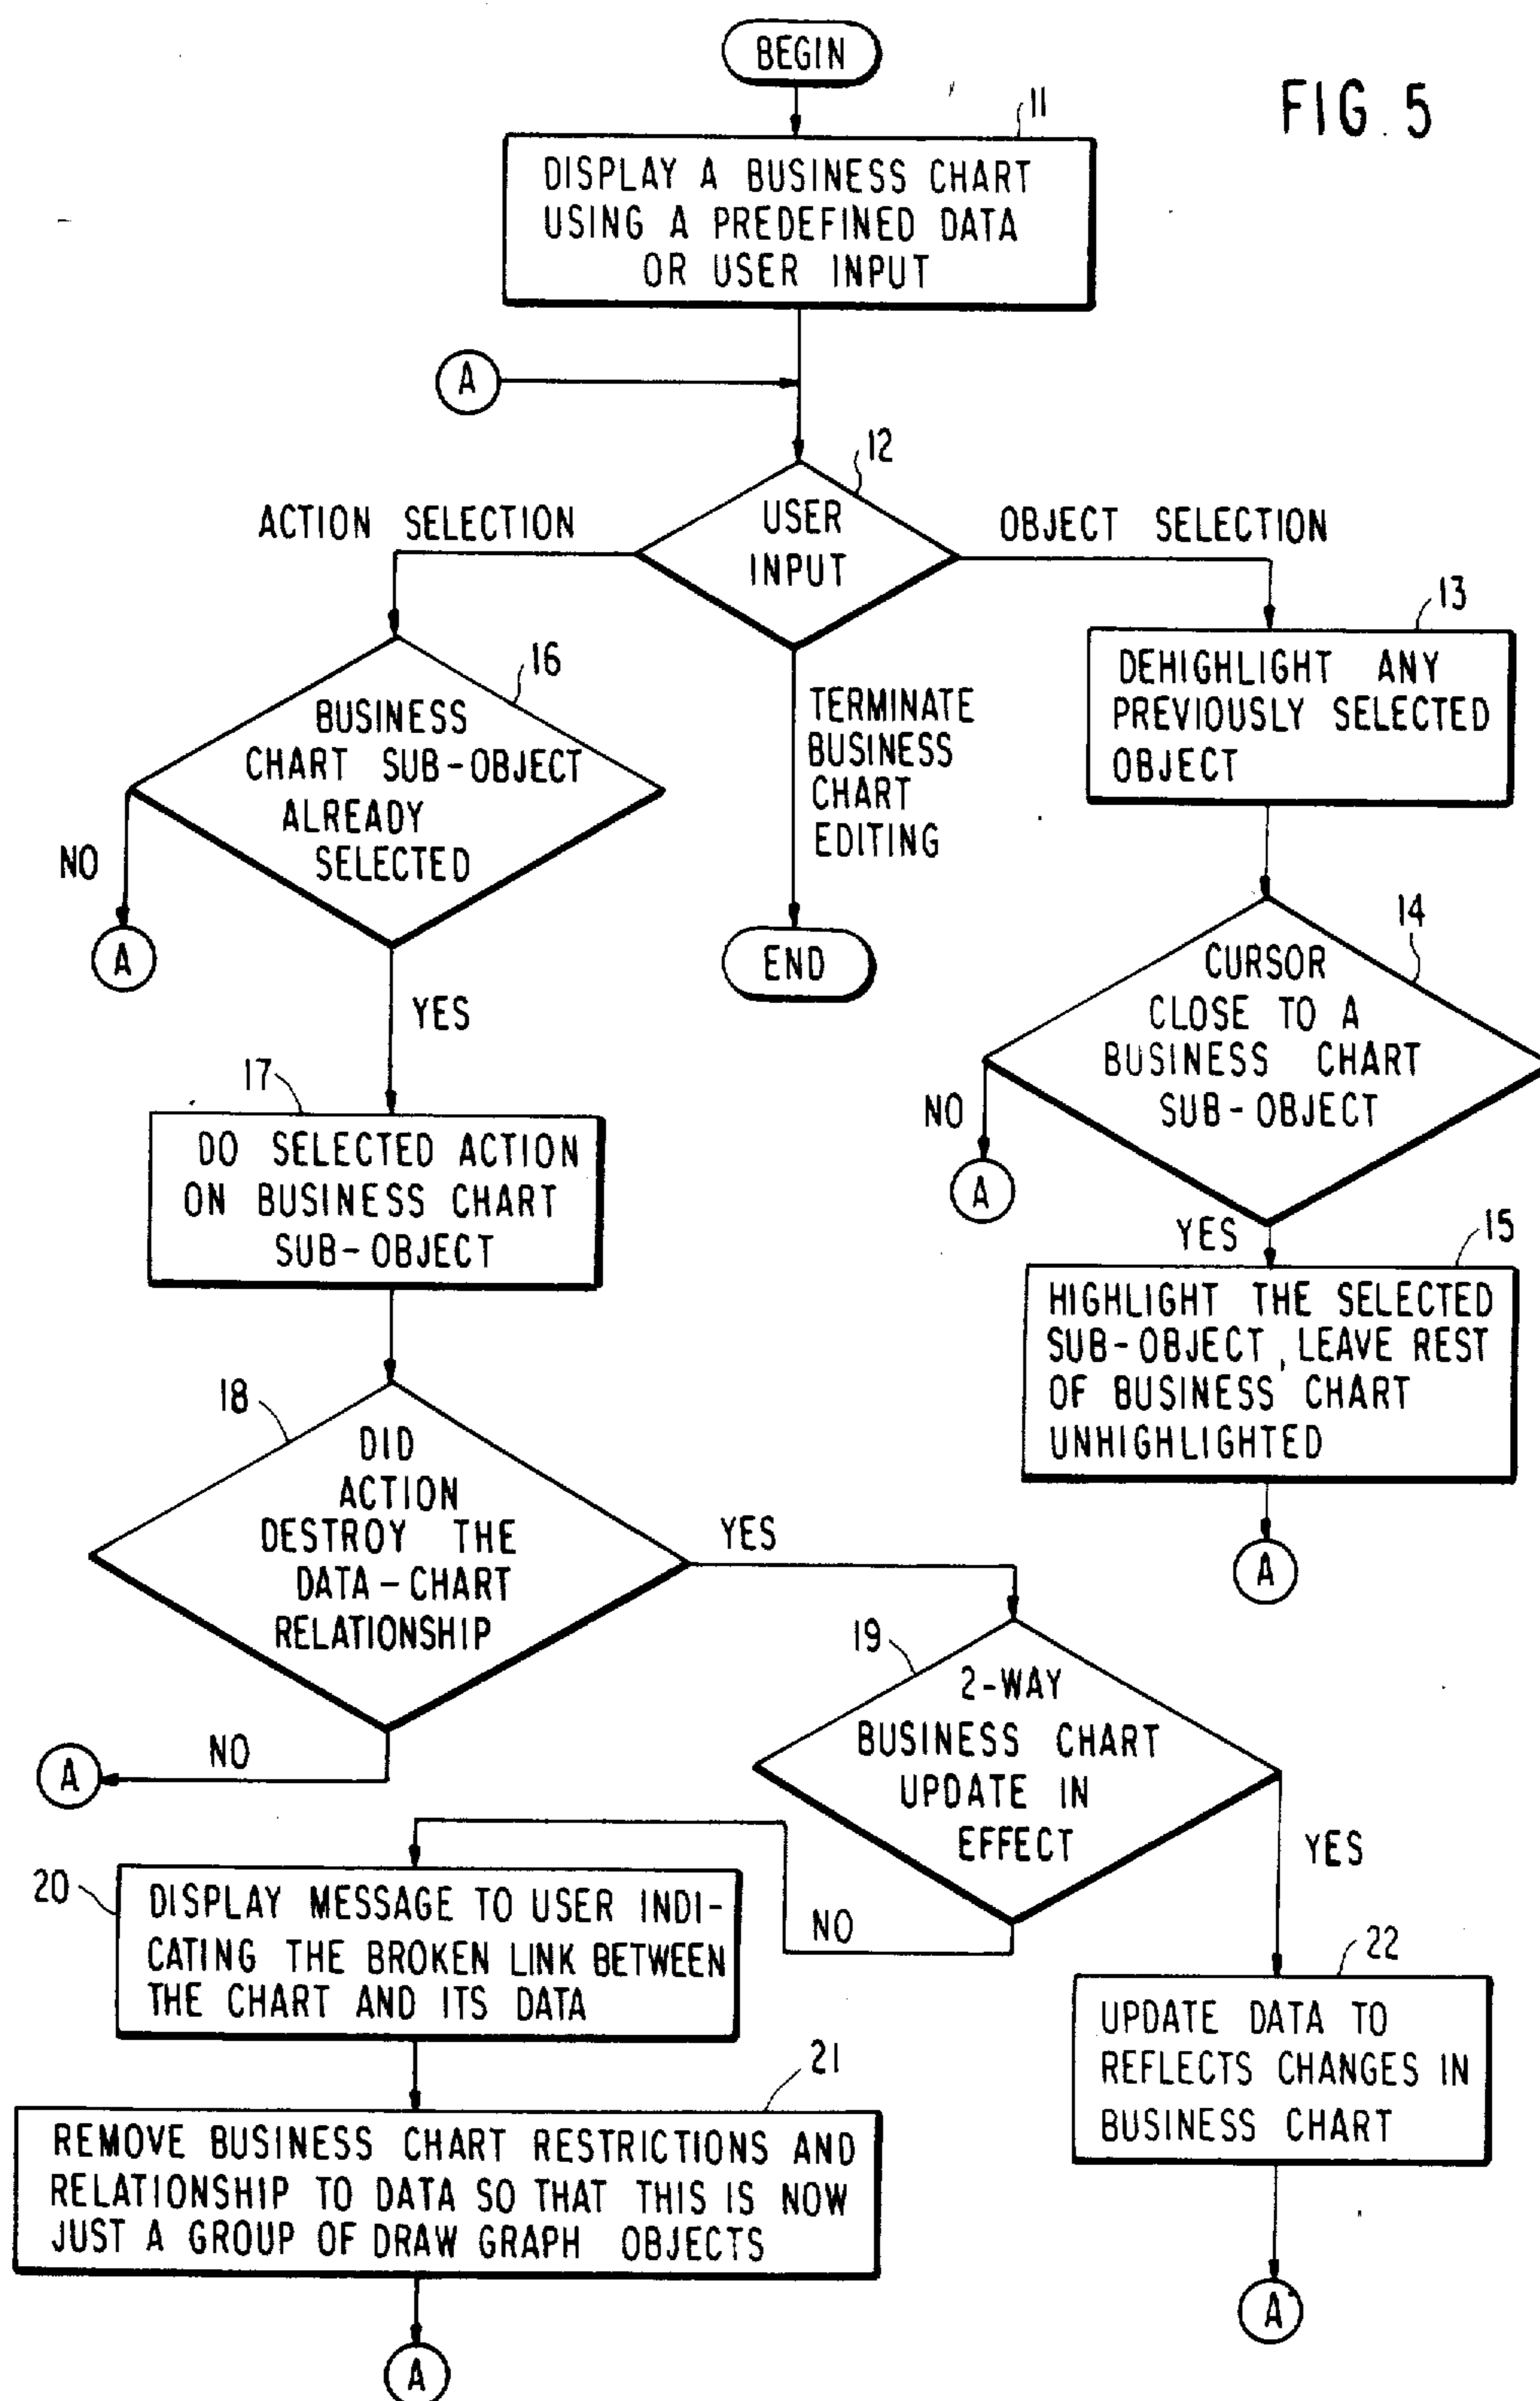 BEGIN
FIG. 5
11
DISPLAY A BUSINESS CHART
USING A PREDEFINED DATA
OR USER INPUT
A
12
USER
INPUT
ACTION SELECTION
OBJECT SELECTION
13
DEHIGHLIGHT ANY
PREVIOUSLY SELECTED
OBJECT
16
BUSINESS
CHART SUB-OBJECT
ALREADY
SELECTED
NO
A
YES
TERMINATE
BUSINESS
CHART
EDITING
END
14
CURSOR
CLOSE TO A
BUSINESS CHART
SUB-OBJECT
NO
A
YES
15
HIGHLIGHT THE SELECTED
SUB-OBJECT, LEAVE REST
OF BUSINESS CHART
UNHIGHLIGHTED
A
17
DO SELECTED ACTION
ON BUSINESS CHART
SUB-OBJECT
18
DID
ACTION
DESTROY THE
DATA-CHART
RELATIONSHIP
YES
NO
A
19
2-WAY
BUSINESS CHART
UPDATE IN
EFFECT
NO
YES
20
DISPLAY MESSAGE TO USER INDI-
CATING THE BROKEN LINK BETWEEN
THE CHART AND ITS DATA
21
REMOVE BUSINESS CHART RESTRICTIONS AND
RELATIONSHIP TO DATA SO THAT THIS IS NOW
JUST A GROUP OF DRAW GRAPH OBJECTS
A
22
UPDATE DATA TO
REFLECTS CHANGES IN
BUSINESS CHART
A